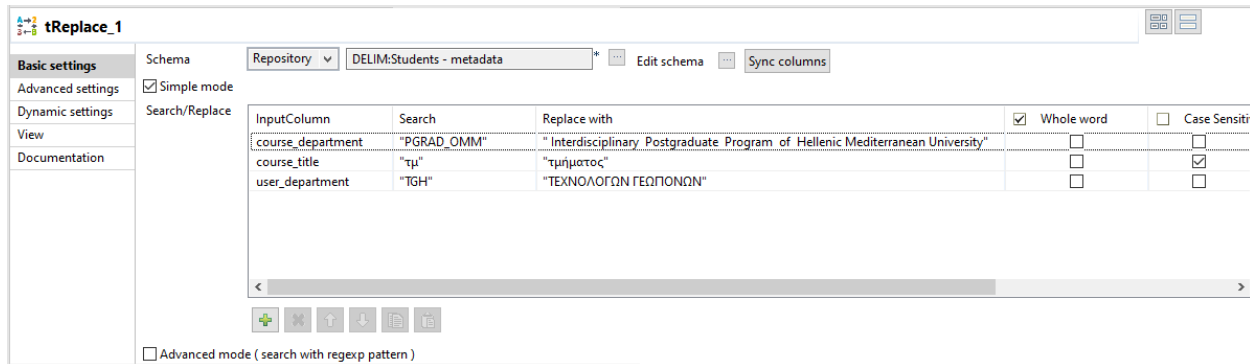 tReplace_1
Basic settings
Advanced settings
Dynamic settings
View
Documentation
Schema Repository DELIM:Students - metadata * ... Edit schema ... Sync columns
Simple mode
Search/Replace
InputColumn Search Replace with Whole word Case Sensiti
course_department "PGRAD_OMM" " Interdisciplinary Postgraduate Program of Hellenic Mediterranean University"
course_title "τμ" "τμήματος"
user_department "TGH" "ΤΕΧΝΟΛΟΓΩΝ ΓΕΩΠΟΝΩΝ"
Advanced mode ( search with regexp pattern )